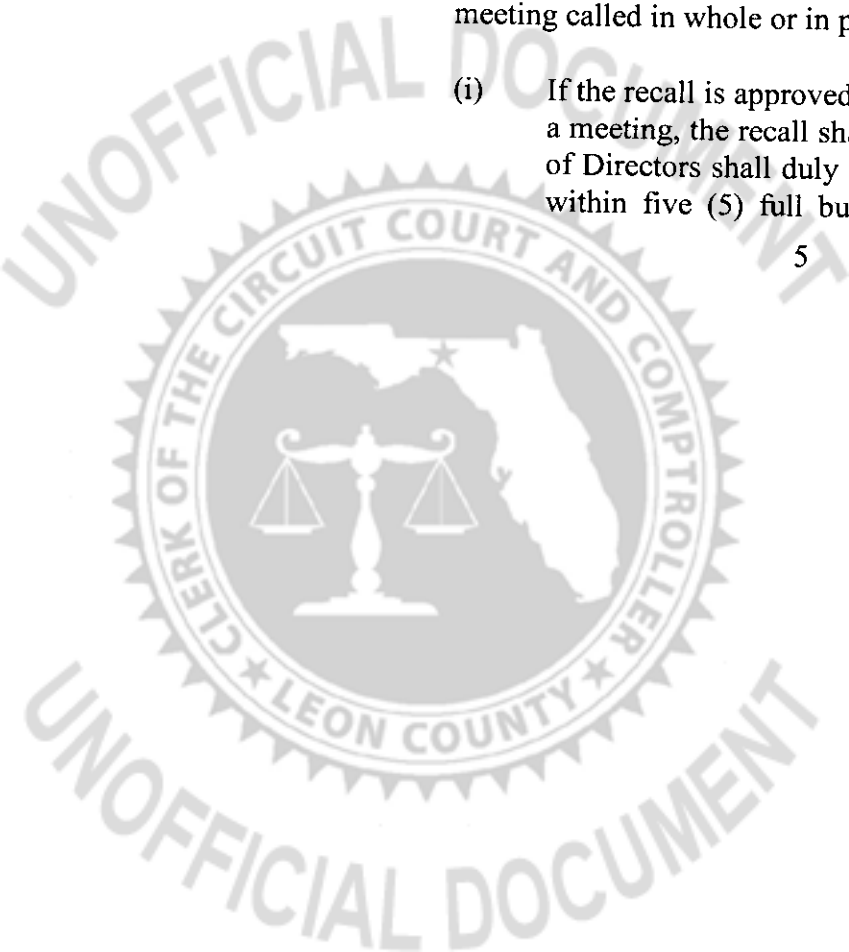 meeting called in whole or in p
(i) If the recall is approved
a meeting, the recall sha
of Directors shall duly
within five (5) full bu
5
UNOFFICIAL DOCUMENT
CLERK OF THE CIRCUIT COURT AND COMPTROLLER
★ LEON COUNTY ★
UNOFFICIAL DOCUMENT